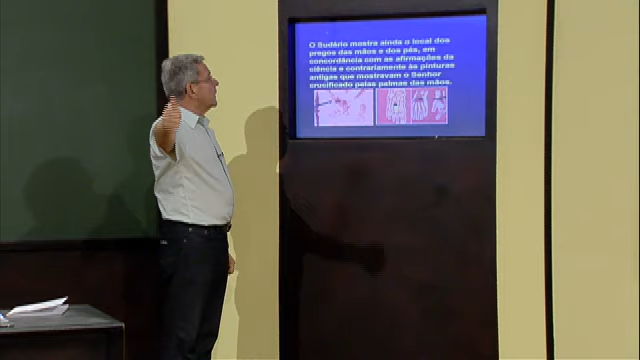 O Sudário mostra ainda o local dos
pregos das mãos e dos pés, em
concordância com as afirmações da
ciência e contrariamente às pinturas
antigas que mostravam o Senhor
crucificado pelas palmas das mãos.